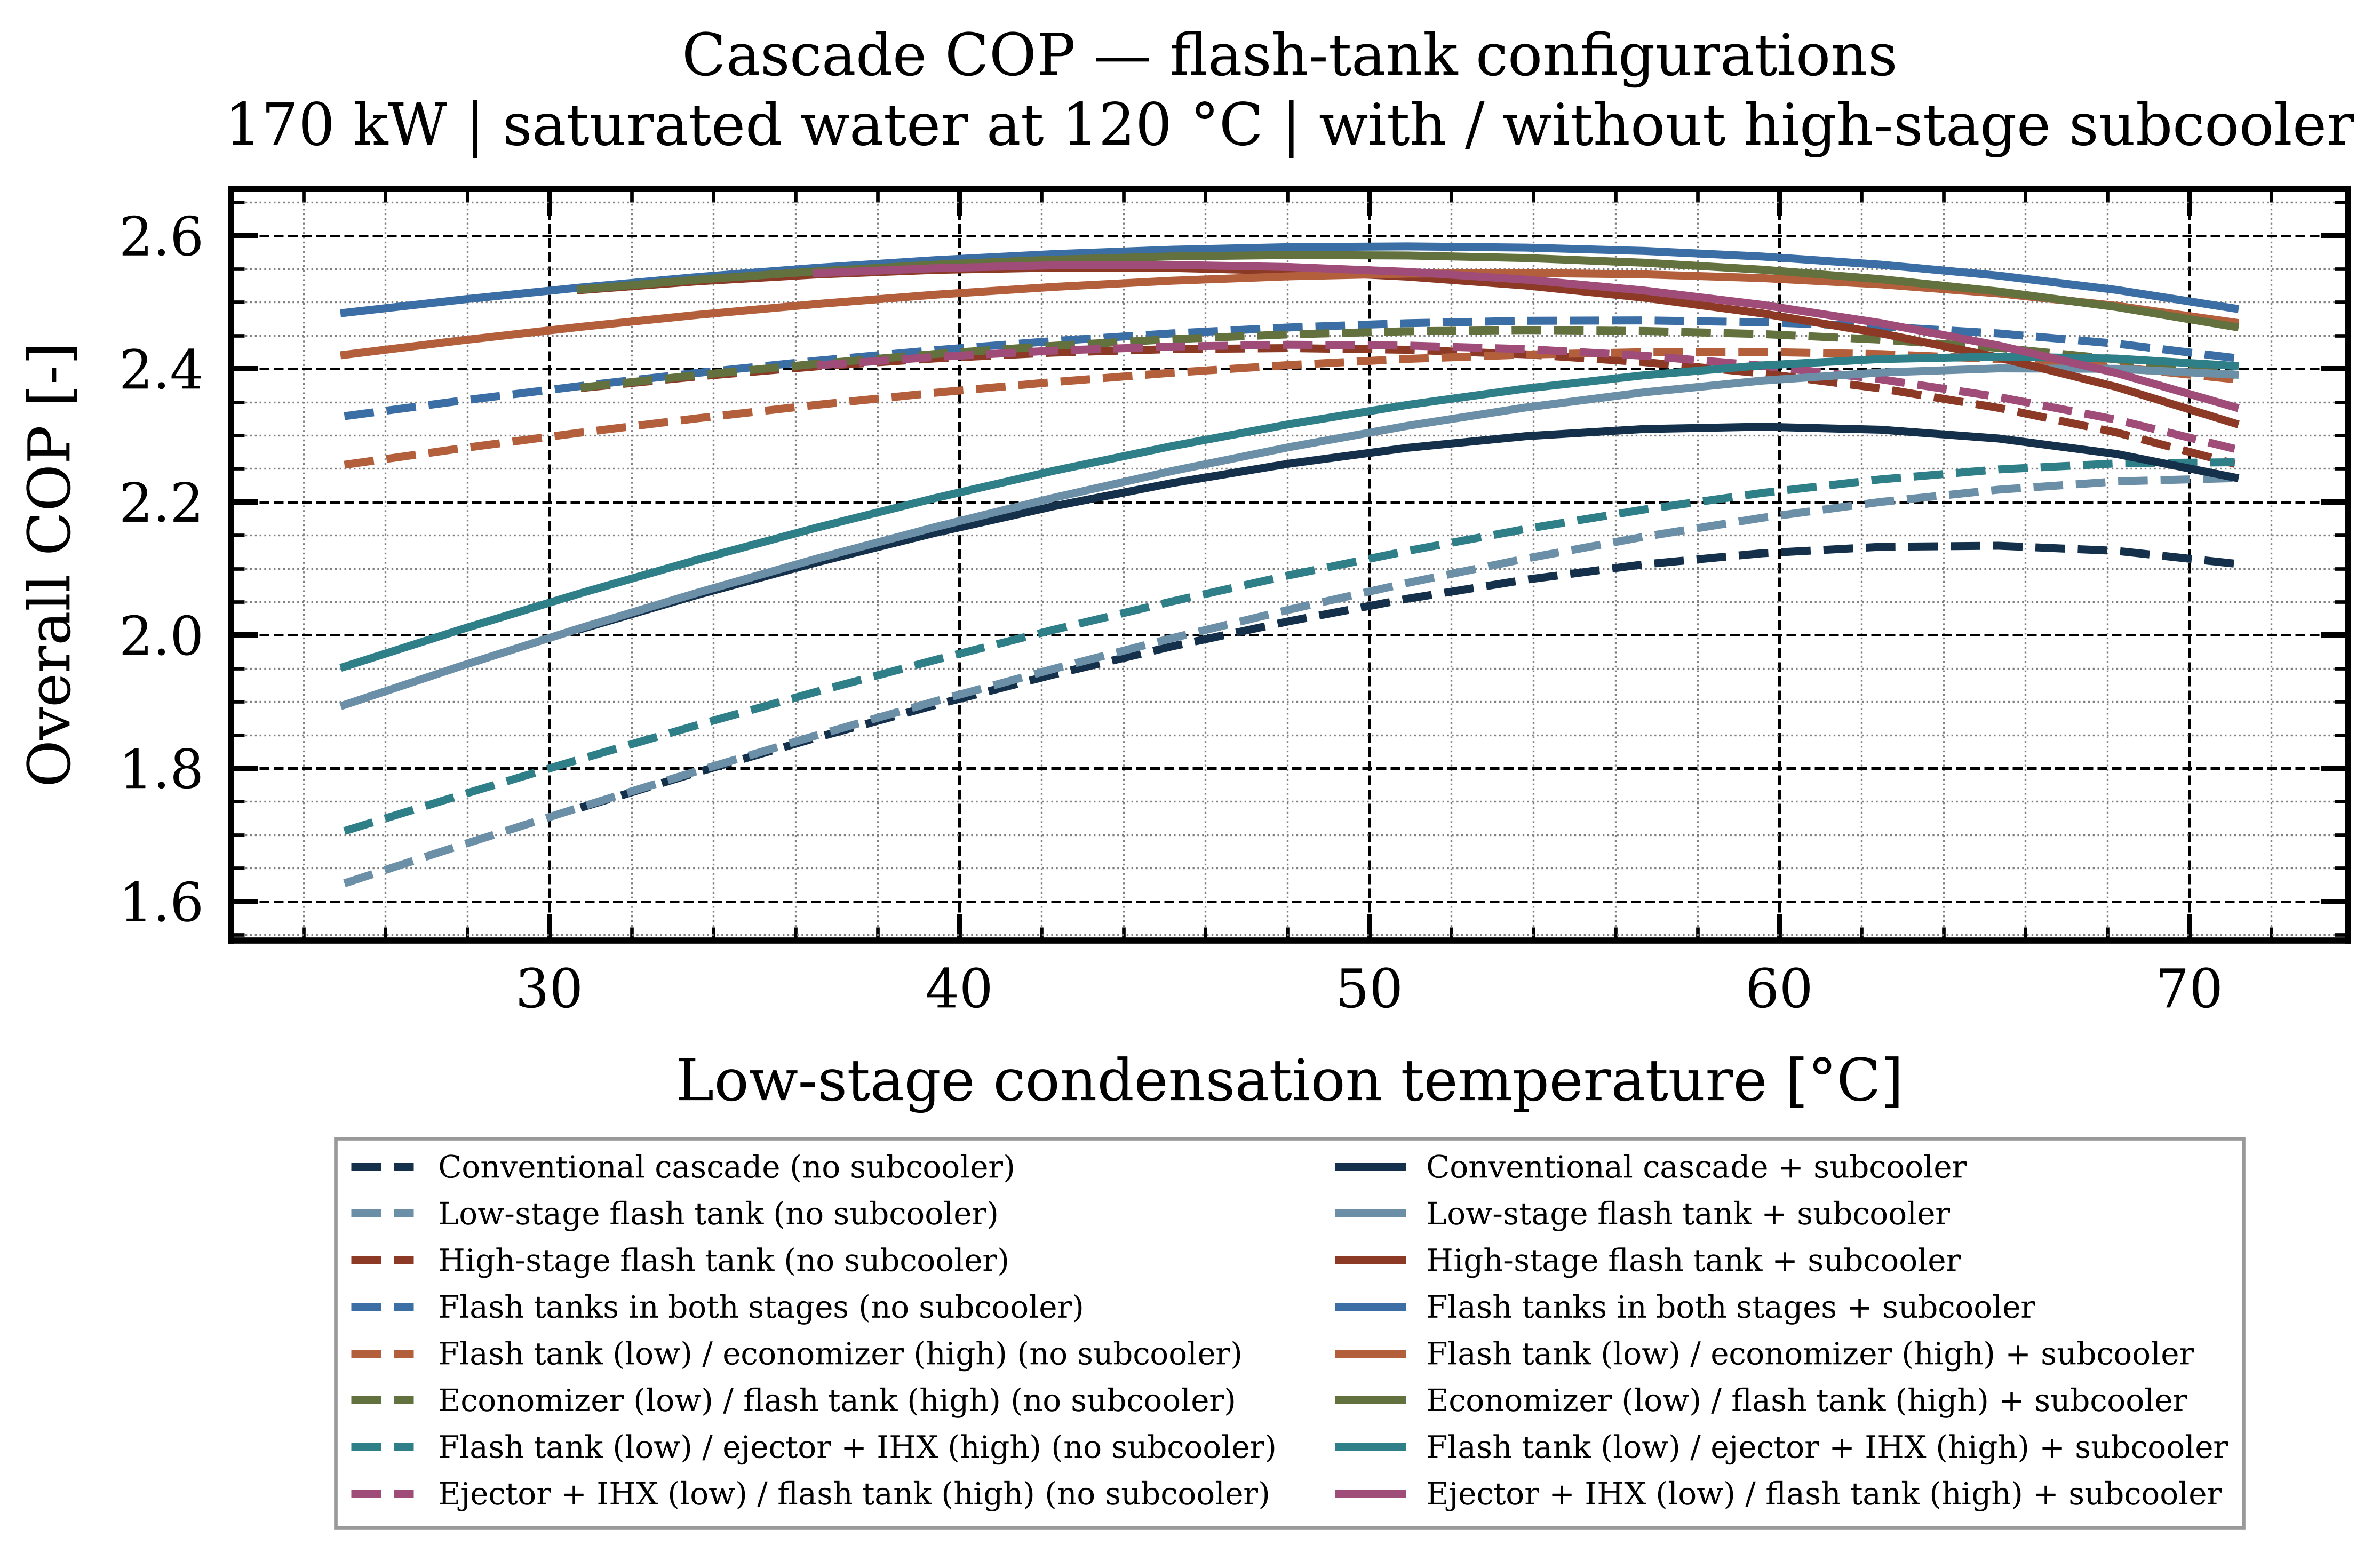 Cascade COP — flash-tank configurations
170 kW | saturated water at 120 °C | with / without high-stage subcooler
Overall COP [-]
2.6
2.4
2.2
2.0
1.8
1.6
30 40 50 60 70
Low-stage condensation temperature [°C]
Conventional cascade (no subcooler)
Low-stage flash tank (no subcooler)
High-stage flash tank (no subcooler)
Flash tanks in both stages (no subcooler)
Flash tank (low) / economizer (high) (no subcooler)
Economizer (low) / flash tank (high) (no subcooler)
Flash tank (low) / ejector + IHX (high) (no subcooler)
Ejector + IHX (low) / flash tank (high) (no subcooler)
Conventional cascade + subcooler
Low-stage flash tank + subcooler
High-stage flash tank + subcooler
Flash tanks in both stages + subcooler
Flash tank (low) / economizer (high) + subcooler
Economizer (low) / flash tank (high) + subcooler
Flash tank (low) / ejector + IHX (high) + subcooler
Ejector + IHX (low) / flash tank (high) + subcooler